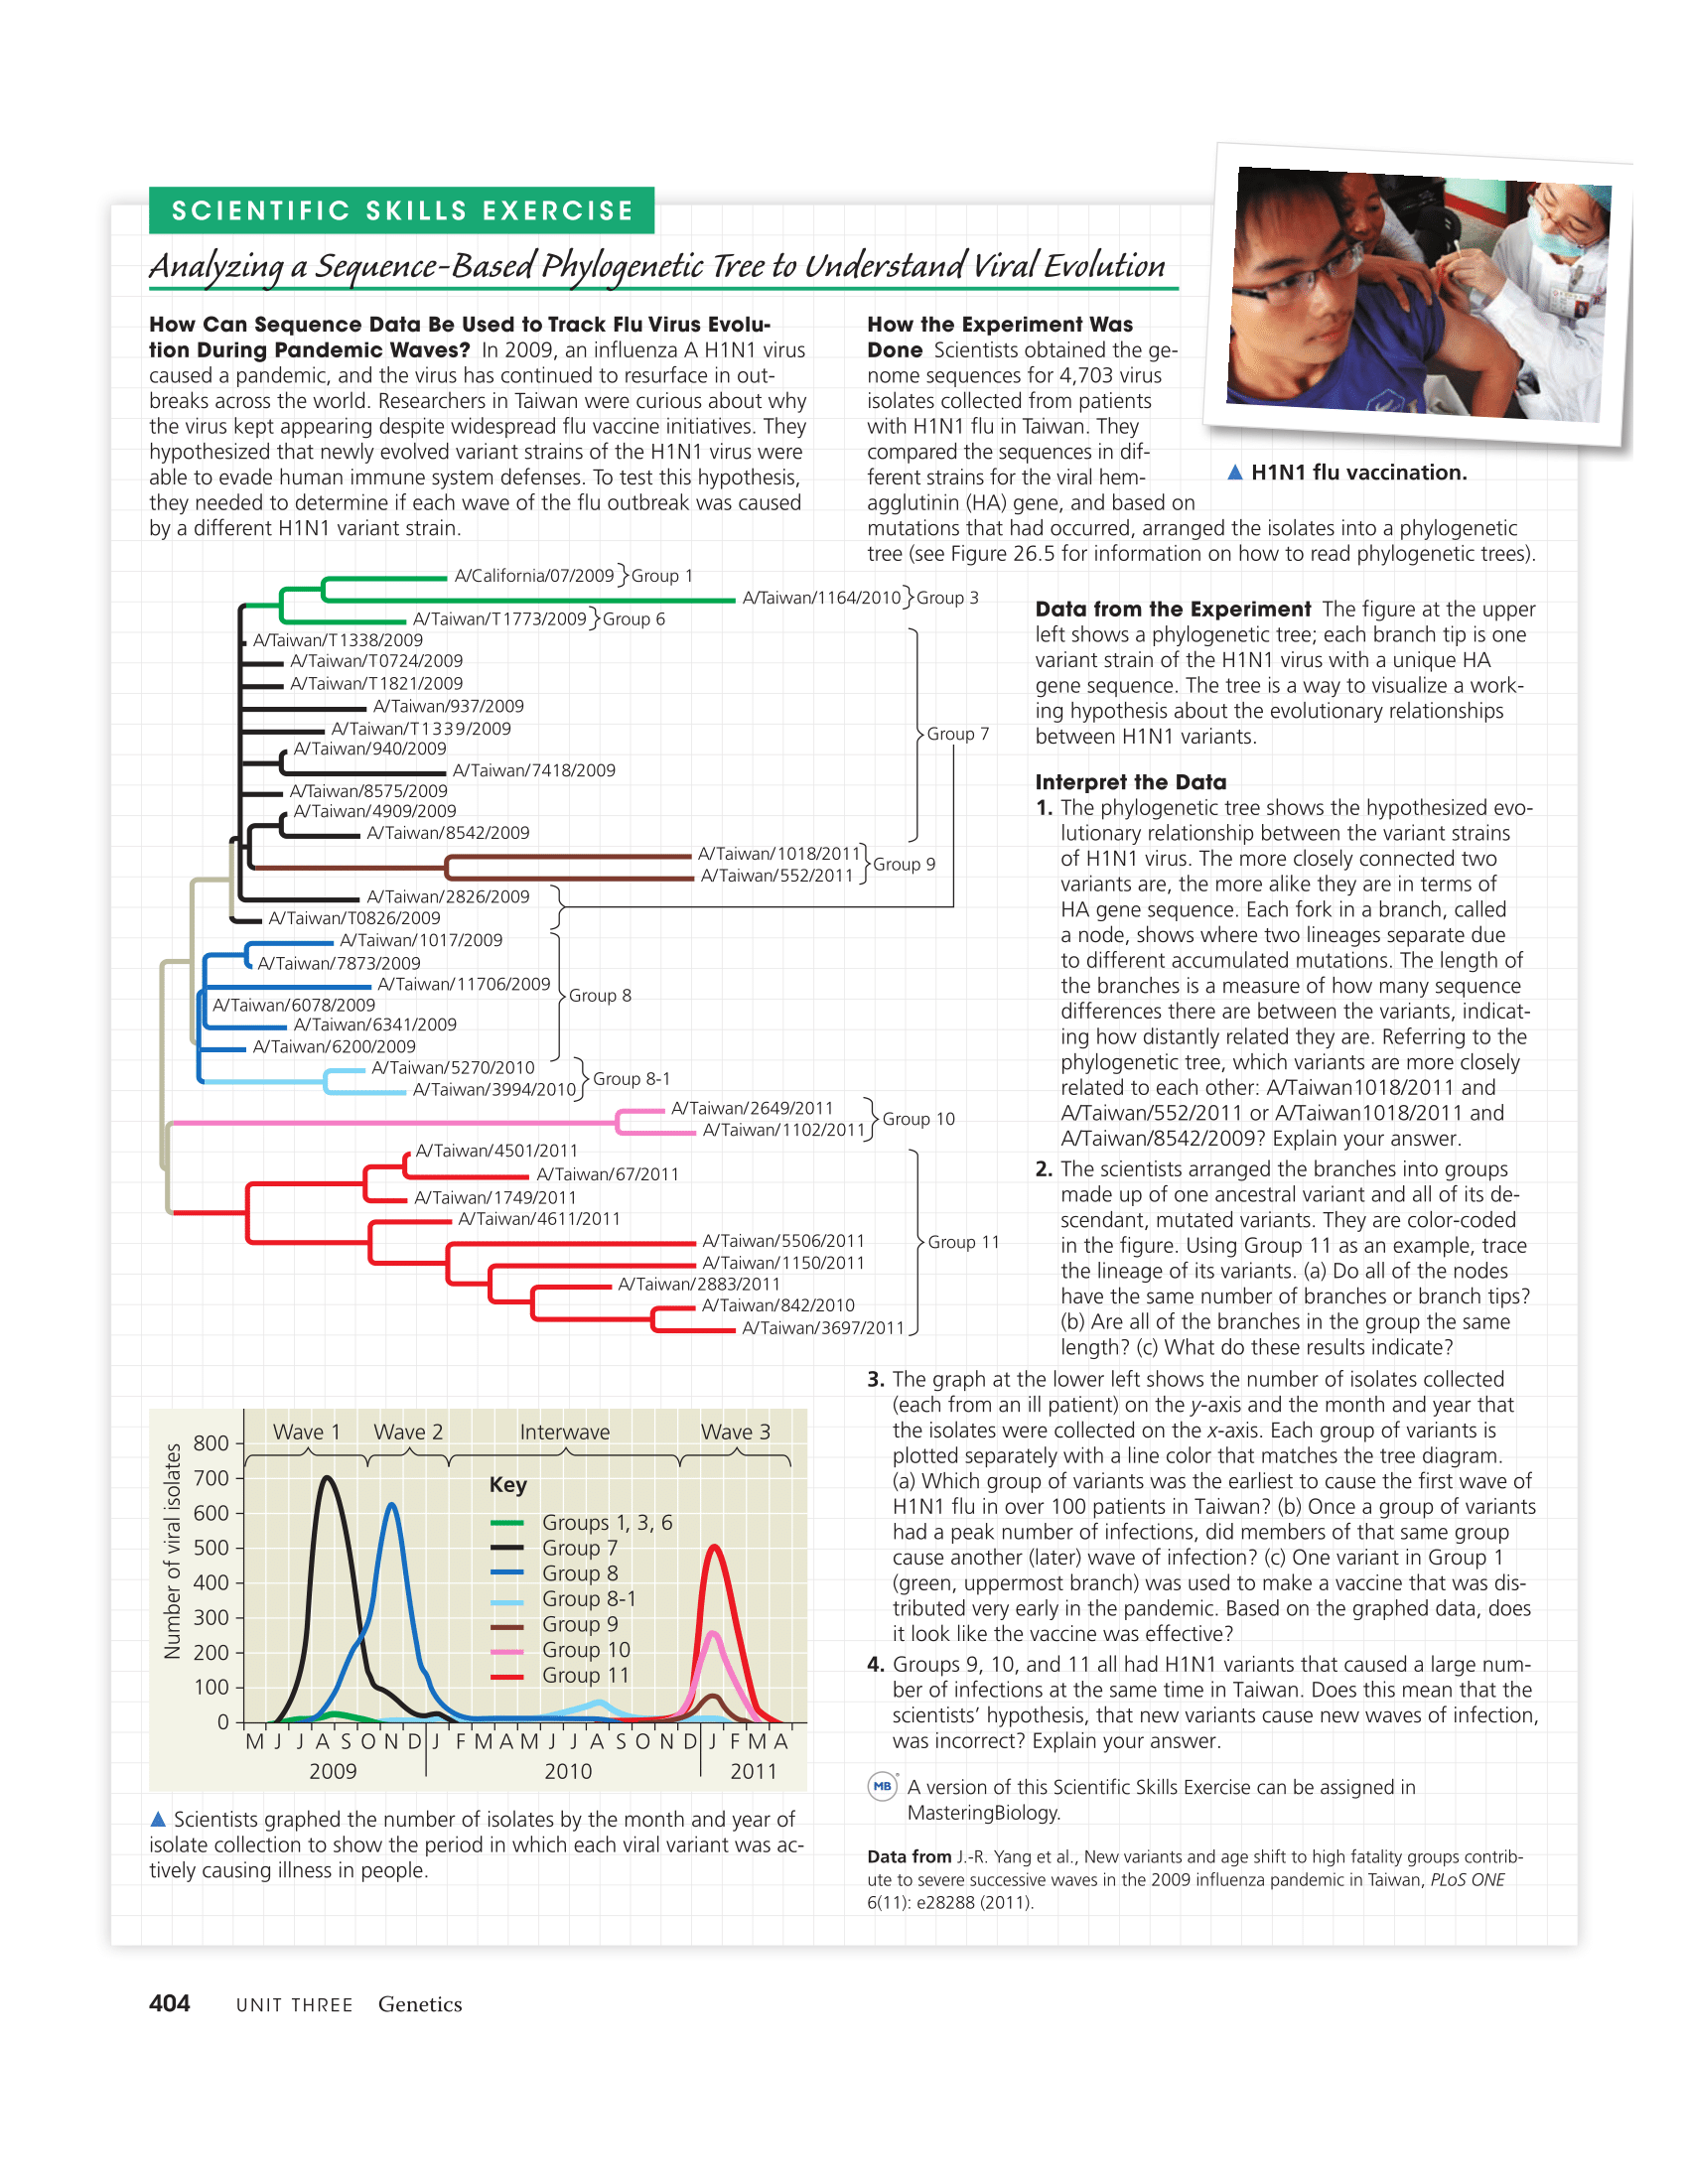 SCIENTIFIC SKILLS EXERCISE
Analyzing a Sequence-Based Phylogenetic Tree to Understand Viral Evolution
How Can Sequence Data Be Used to Track Flu Virus Evolu-
tion During Pandemic Waves? In 2009, an influenza A H1N1 virus
caused a pandemic, and the virus has continued to resurface in out-
breaks across the world. Researchers in Taiwan were curious about why
the virus kept appearing despite widespread flu vaccine initiatives. They
hypothesized that newly evolved variant strains of the H1N1 virus were
able to evade human immune system defenses. To test this hypothesis,
they needed to determine if each wave of the flu outbreak was caused
by a different H1N1 variant strain.
How the Experiment Was
Done Scientists obtained the ge-
nome sequences for 4,703 virus
isolates collected from patients
with H1N1 flu in Taiwan. They
compared the sequences in dif-
ferent strains for the viral hem-
agglutinin (HA) gene, and based on
mutations that had occurred, arranged the isolates into a phylogenetic
tree (see Figure 26.5 for information on how to read phylogenetic trees).
▲ H1N1 flu vaccination.
A/California/07/2009 Group 1
A/Taiwan/1164/2010 Group 3
A/Taiwan/T1773/2009 Group 6
A/Taiwan/T1338/2009
A/Taiwan/T0724/2009
A/Taiwan/T1821/2009
A/Taiwan/937/2009
A/Taiwan/T1339/2009
Group 7
A/Taiwan/940/2009
A/Taiwan/7418/2009
A/Taiwan/8575/2009
A/Taiwan/4909/2009
A/Taiwan/8542/2009
A/Taiwan/1018/2011
Group 9
A/Taiwan/552/2011
A/Taiwan/2826/2009
A/Taiwan/T0826/2009
A/Taiwan/1017/2009
A/Taiwan/7873/2009
A/Taiwan/11706/2009
Group 8
A/Taiwan/6078/2009
A/Taiwan/6341/2009
A/Taiwan/6200/2009
A/Taiwan/5270/2010
Group 8-1
A/Taiwan/3994/2010
A/Taiwan/2649/2011
Group 10
A/Taiwan/1102/2011
A/Taiwan/4501/2011
A/Taiwan/67/2011
A/Taiwan/1749/2011
A/Taiwan/4611/2011
A/Taiwan/5506/2011
Group 11
A/Taiwan/1150/2011
A/Taiwan/2883/2011
A/Taiwan/842/2010
A/Taiwan/3697/2011
Data from the Experiment The figure at the upper
left shows a phylogenetic tree; each branch tip is one
variant strain of the H1N1 virus with a unique HA
gene sequence. The tree is a way to visualize a work-
ing hypothesis about the evolutionary relationships
between H1N1 variants.
Interpret the Data
1. The phylogenetic tree shows the hypothesized evo-
lutionary relationship between the variant strains
of H1N1 virus. The more closely connected two
variants are, the more alike they are in terms of
HA gene sequence. Each fork in a branch, called
a node, shows where two lineages separate due
to different accumulated mutations. The length of
the branches is a measure of how many sequence
differences there are between the variants, indicat-
ing how distantly related they are. Referring to the
phylogenetic tree, which variants are more closely
related to each other: A/Taiwan1018/2011 and
A/Taiwan/552/2011 or A/Taiwan1018/2011 and
A/Taiwan/8542/2009? Explain your answer.
2. The scientists arranged the branches into groups
made up of one ancestral variant and all of its de-
scendant, mutated variants. They are color-coded
in the figure. Using Group 11 as an example, trace
the lineage of its variants. (a) Do all of the nodes
have the same number of branches or branch tips?
(b) Are all of the branches in the group the same
length? (c) What do these results indicate?
3. The graph at the lower left shows the number of isolates collected
(each from an ill patient) on the y-axis and the month and year that
the isolates were collected on the x-axis. Each group of variants is
plotted separately with a line color that matches the tree diagram.
(a) Which group of variants was the earliest to cause the first wave of
H1N1 flu in over 100 patients in Taiwan? (b) Once a group of variants
had a peak number of infections, did members of that same group
cause another (later) wave of infection? (c) One variant in Group 1
(green, uppermost branch) was used to make a vaccine that was dis-
tributed very early in the pandemic. Based on the graphed data, does
it look like the vaccine was effective?
4. Groups 9, 10, and 11 all had H1N1 variants that caused a large num-
ber of infections at the same time in Taiwan. Does this mean that the
scientists' hypothesis, that new variants cause new waves of infection,
was incorrect? Explain your answer.
MB A version of this Scientific Skills Exercise can be assigned in
MasteringBiology.
Data from J.-R. Yang et al., New variants and age shift to high fatality groups contrib-
ute to severe successive waves in the 2009 influenza pandemic in Taiwan, PLoS ONE
6(11): e28288 (2011).
Number of viral isolates
800
700
600
500
400
300
200
100
0
Wave 1 Wave 2 Interwave Wave 3
Key
Groups 1, 3, 6
Group 7
Group 8
Group 8-1
Group 9
Group 10
Group 11
M J J A S O N D J F M A M J J A S O N D J F M A
2009 2010 2011
▲ Scientists graphed the number of isolates by the month and year of
isolate collection to show the period in which each viral variant was ac-
tively causing illness in people.
404 UNIT THREE Genetics